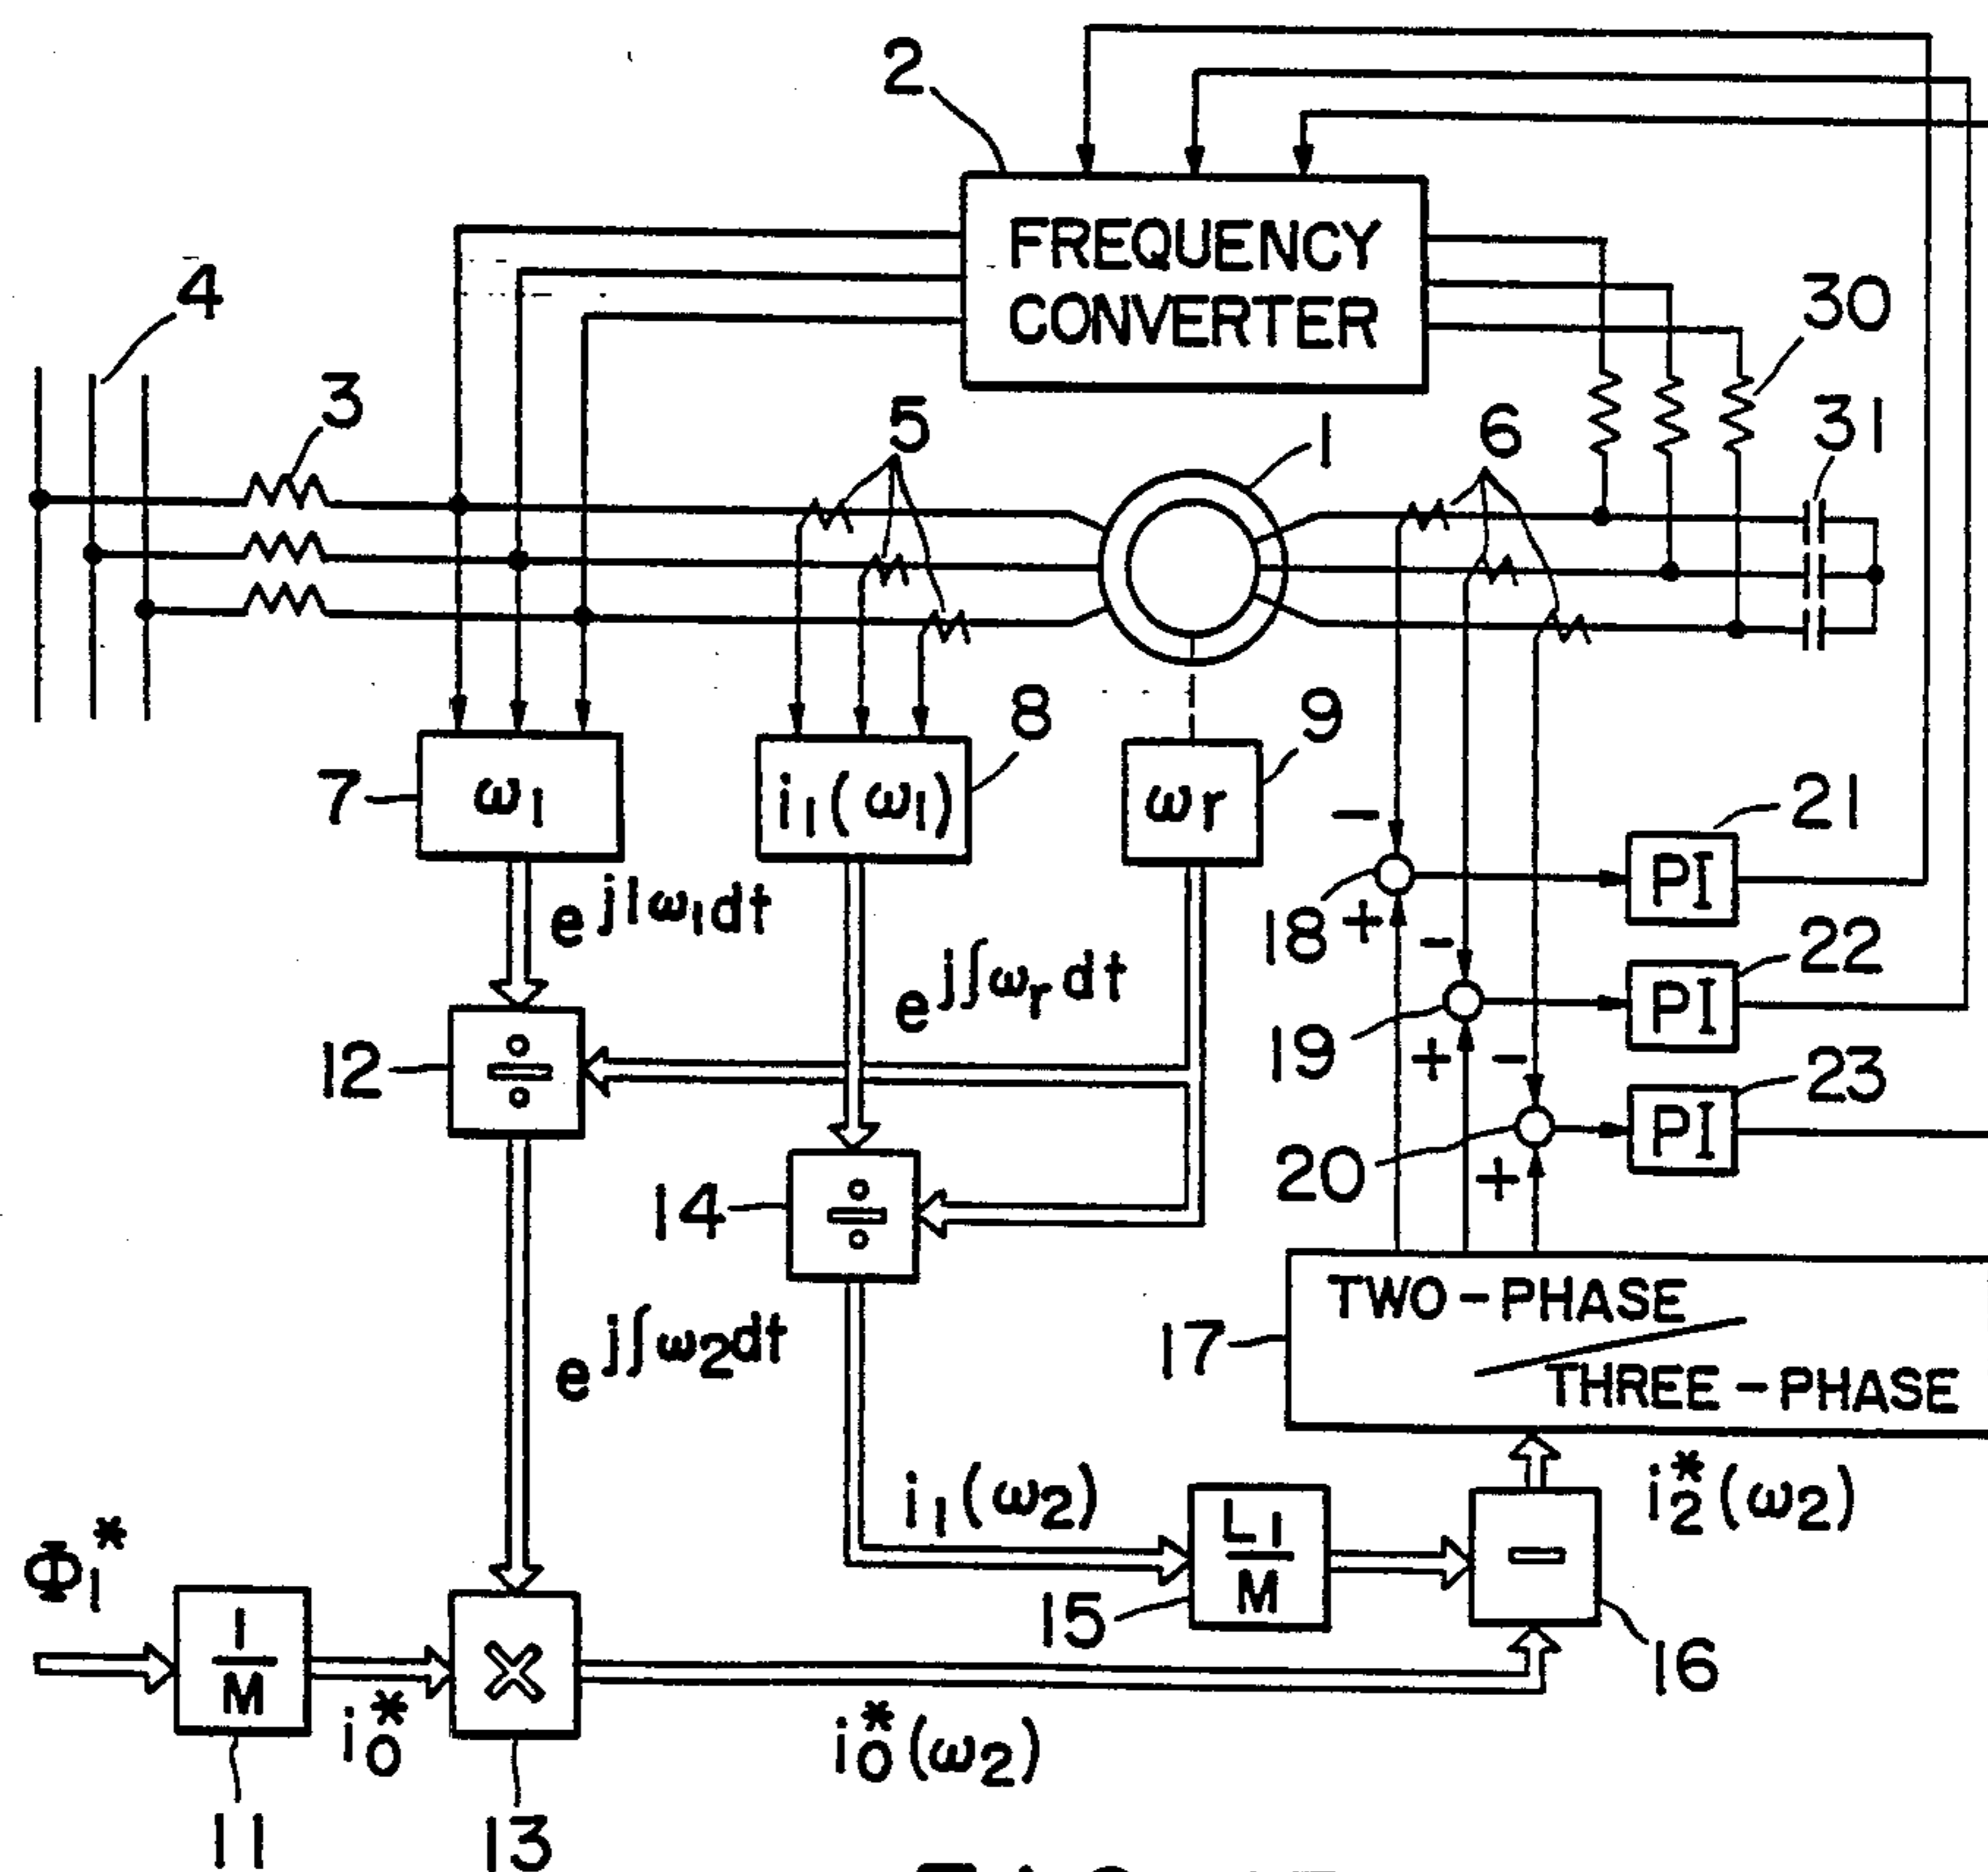 2
FREQUENCY
CONVERTER
4
3
5
1
6
30
31
7
ω1
8
i1(ω1)
9
ωr
21
PI
18
-
+
e^j∫ω1dt
e^j∫ωrdt
22
PI
19
-
+
12
÷
23
PI
20
-
+
14
÷
17
TWO-PHASE
THREE-PHASE
e^j∫ω2dt
i1(ω2)
i2*(ω2)
Φ1*
L1
M
15
-
16
1
M
×
i0*
i0*(ω2)
11
13